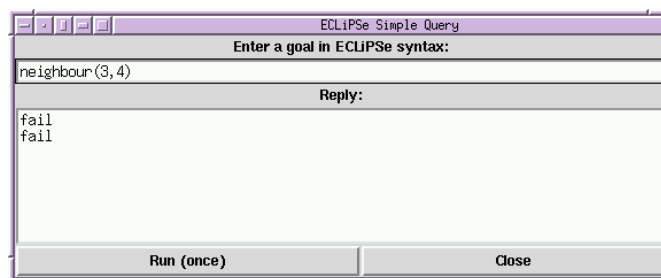 ECLiPSe Simple Query
Enter a goal in ECLiPSe syntax:
neighbour(3,4)
Reply:
fail
fail
Run (once)
Close